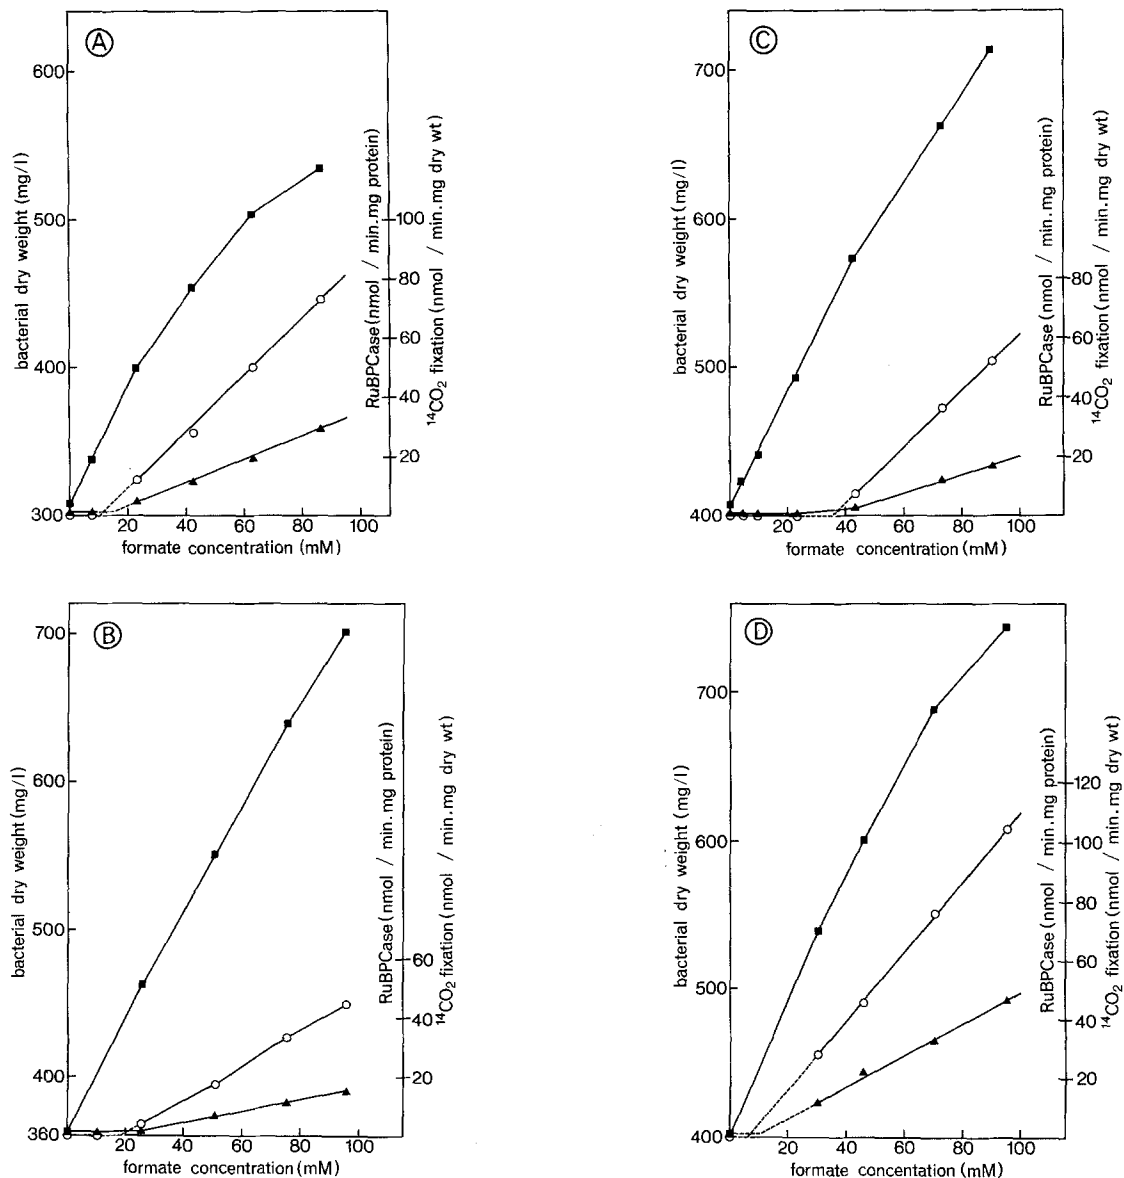 A
600
500
400
300
bacterial dry weight (mg/l)
100
80
60
40
20
RuBPCase (nmol / min.mg protein)
14CO2 fixation (nmol / min.mg dry wt)
0 20 40 60 80 100
formate concentration (mM)
C
700
600
500
400
bacterial dry weight (mg/l)
80
60
40
20
RuBPCase (nmol / min.mg protein)
14CO2 fixation (nmol / min.mg dry wt)
0 20 40 60 80 100
formate concentration (mM)
B
700
600
500
400
360
bacterial dry weight (mg/l)
60
40
20
RuBPCase (nmol / min.mg protein)
14CO2 fixation (nmol / min.mg dry wt)
0 20 40 60 80 100
formate concentration (mM)
D
700
600
500
400
bacterial dry weight (mg/l)
120
100
80
60
40
20
RuBPCase (nmol / min.mg protein)
14CO2 fixation (nmol / min.mg dry wt)
0 20 40 60 80 100
formate concentation (mM)